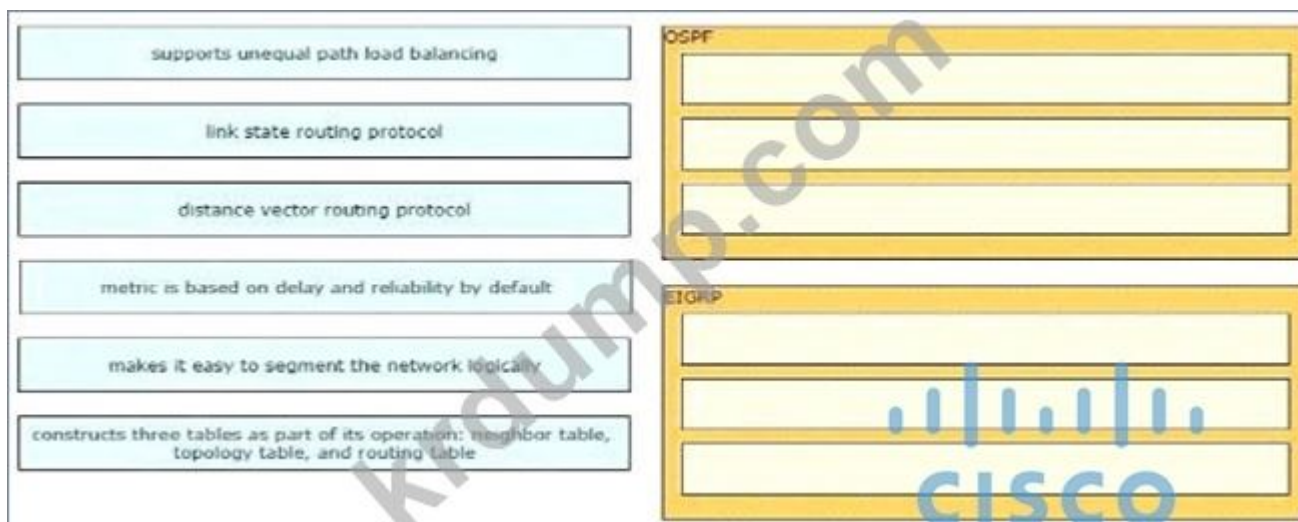 supports unequal path load balancing
link state routing protocol
distance vector routing protocol
metric is based on delay and reliability by default
makes it easy to segment the network logically
constructs three tables as part of its operation: neighbor table,
topology table, and routing table
OSPF
EIGRP
krdump.com
CISCO